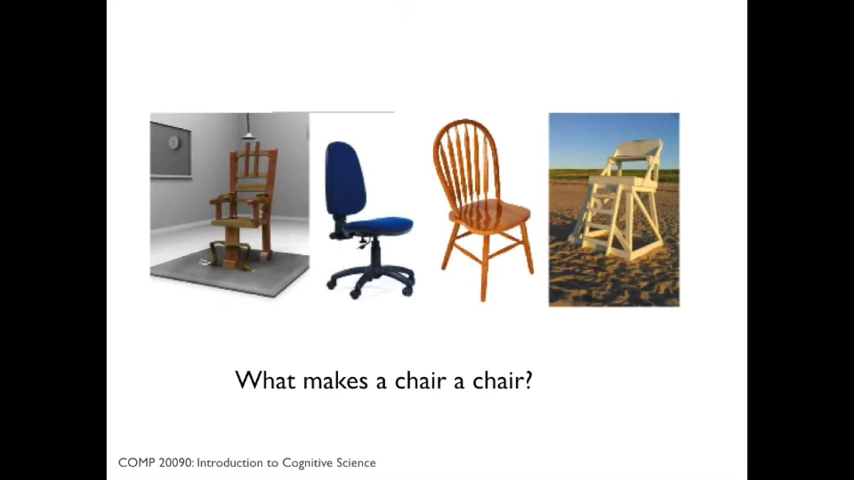 What makes a chair a chair?
COMP 20090: Introduction to Cognitive Science